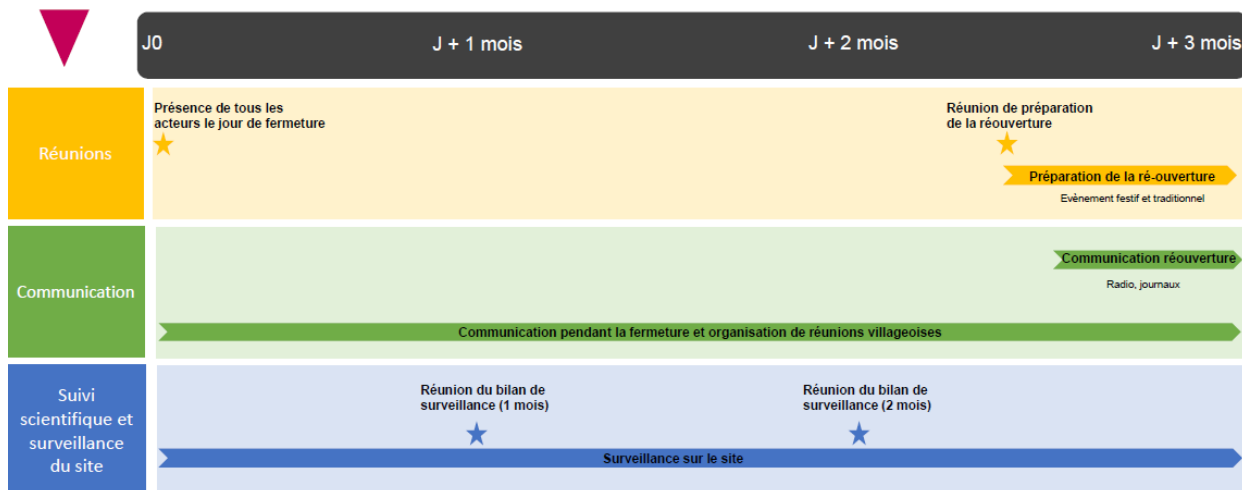 J0
J + 1 mois
J + 2 mois
J + 3 mois
Réunions
Présence de tous les
acteurs le jour de fermeture
Réunion de préparation
de la réouverture
Préparation de la ré-ouverture
Evènement festif et traditionnel
Communication
Communication réouverture
Radio, journaux
Communication pendant la fermeture et organisation de réunions villageoises
Suivi
scientifique et
surveillance
du site
Réunion du bilan de
surveillance (1 mois)
Réunion du bilan de
surveillance (2 mois)
Surveillance sur le site